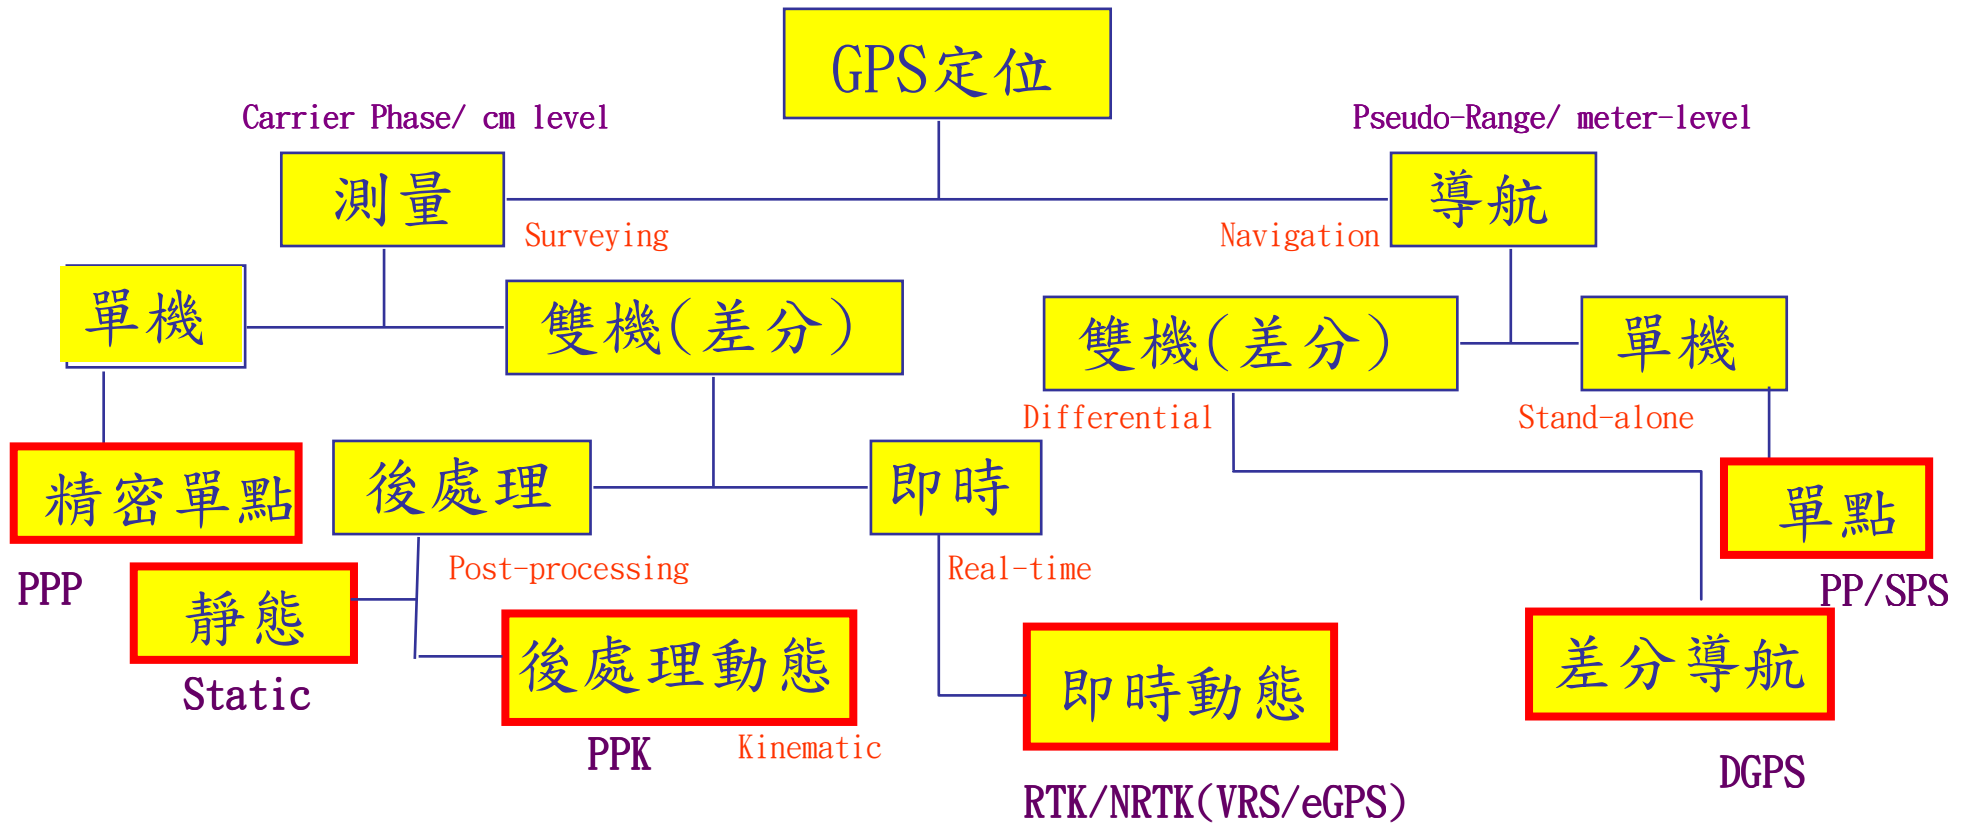 GPS定位
Carrier Phase/ cm level
Pseudo-Range/ meter-level
測量
導航
Surveying
Navigation
單機
雙機(差分)
雙機(差分)
單機
Differential
Stand-alone
精密單點
後處理
即時
單點
PPP
Post-processing
Real-time
PP/SPS
靜態
後處理動態
即時動態
差分導航
Static
PPK
Kinematic
DGPS
RTK/NRTK(VRS/eGPS)